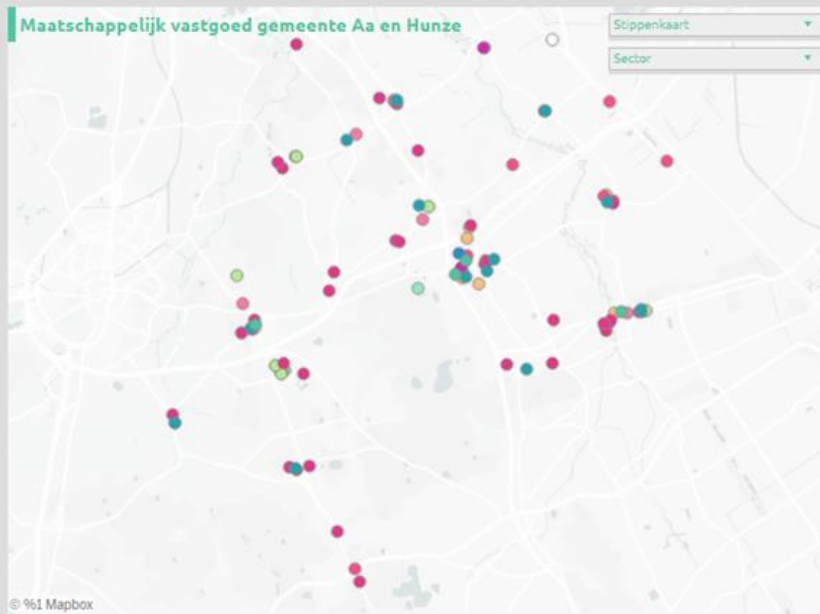 Maatschappelijk vastgoed gemeente Aa en Hunze
Stippenkaart
Sector
© %1 Mapbox